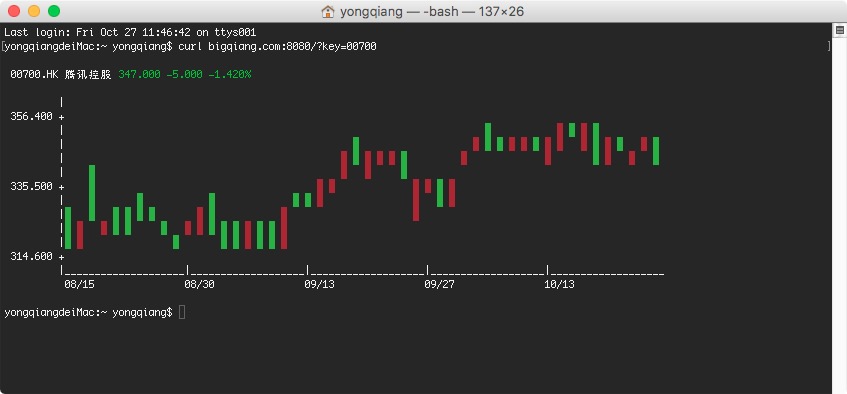 yongqiang — -bash — 137×26
Last login: Fri Oct 27 11:46:42 on ttys001
[yongqiangdeiMac:~ yongqiang$ curl bigqiang.com:8080/?key=00700 ]
00700.HK 腾讯控股 347.000 -5.000 -1.420%
356.400 +
335.500 +
314.600 +
08/15 08/30 09/13 09/27 10/13
yongqiangdeiMac:~ yongqiang$